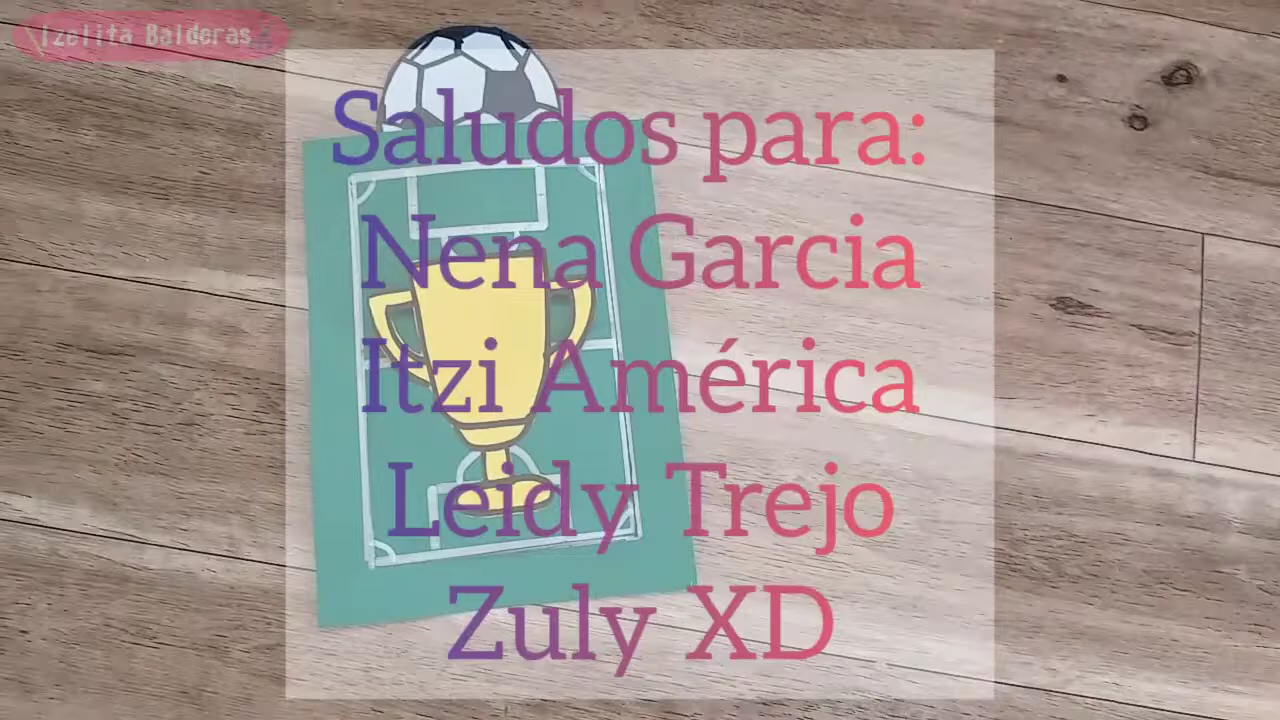 Izelita Balderas
Saludos para:
Nena Garcia
Itzi América
Leidy Trejo
Zuly XD